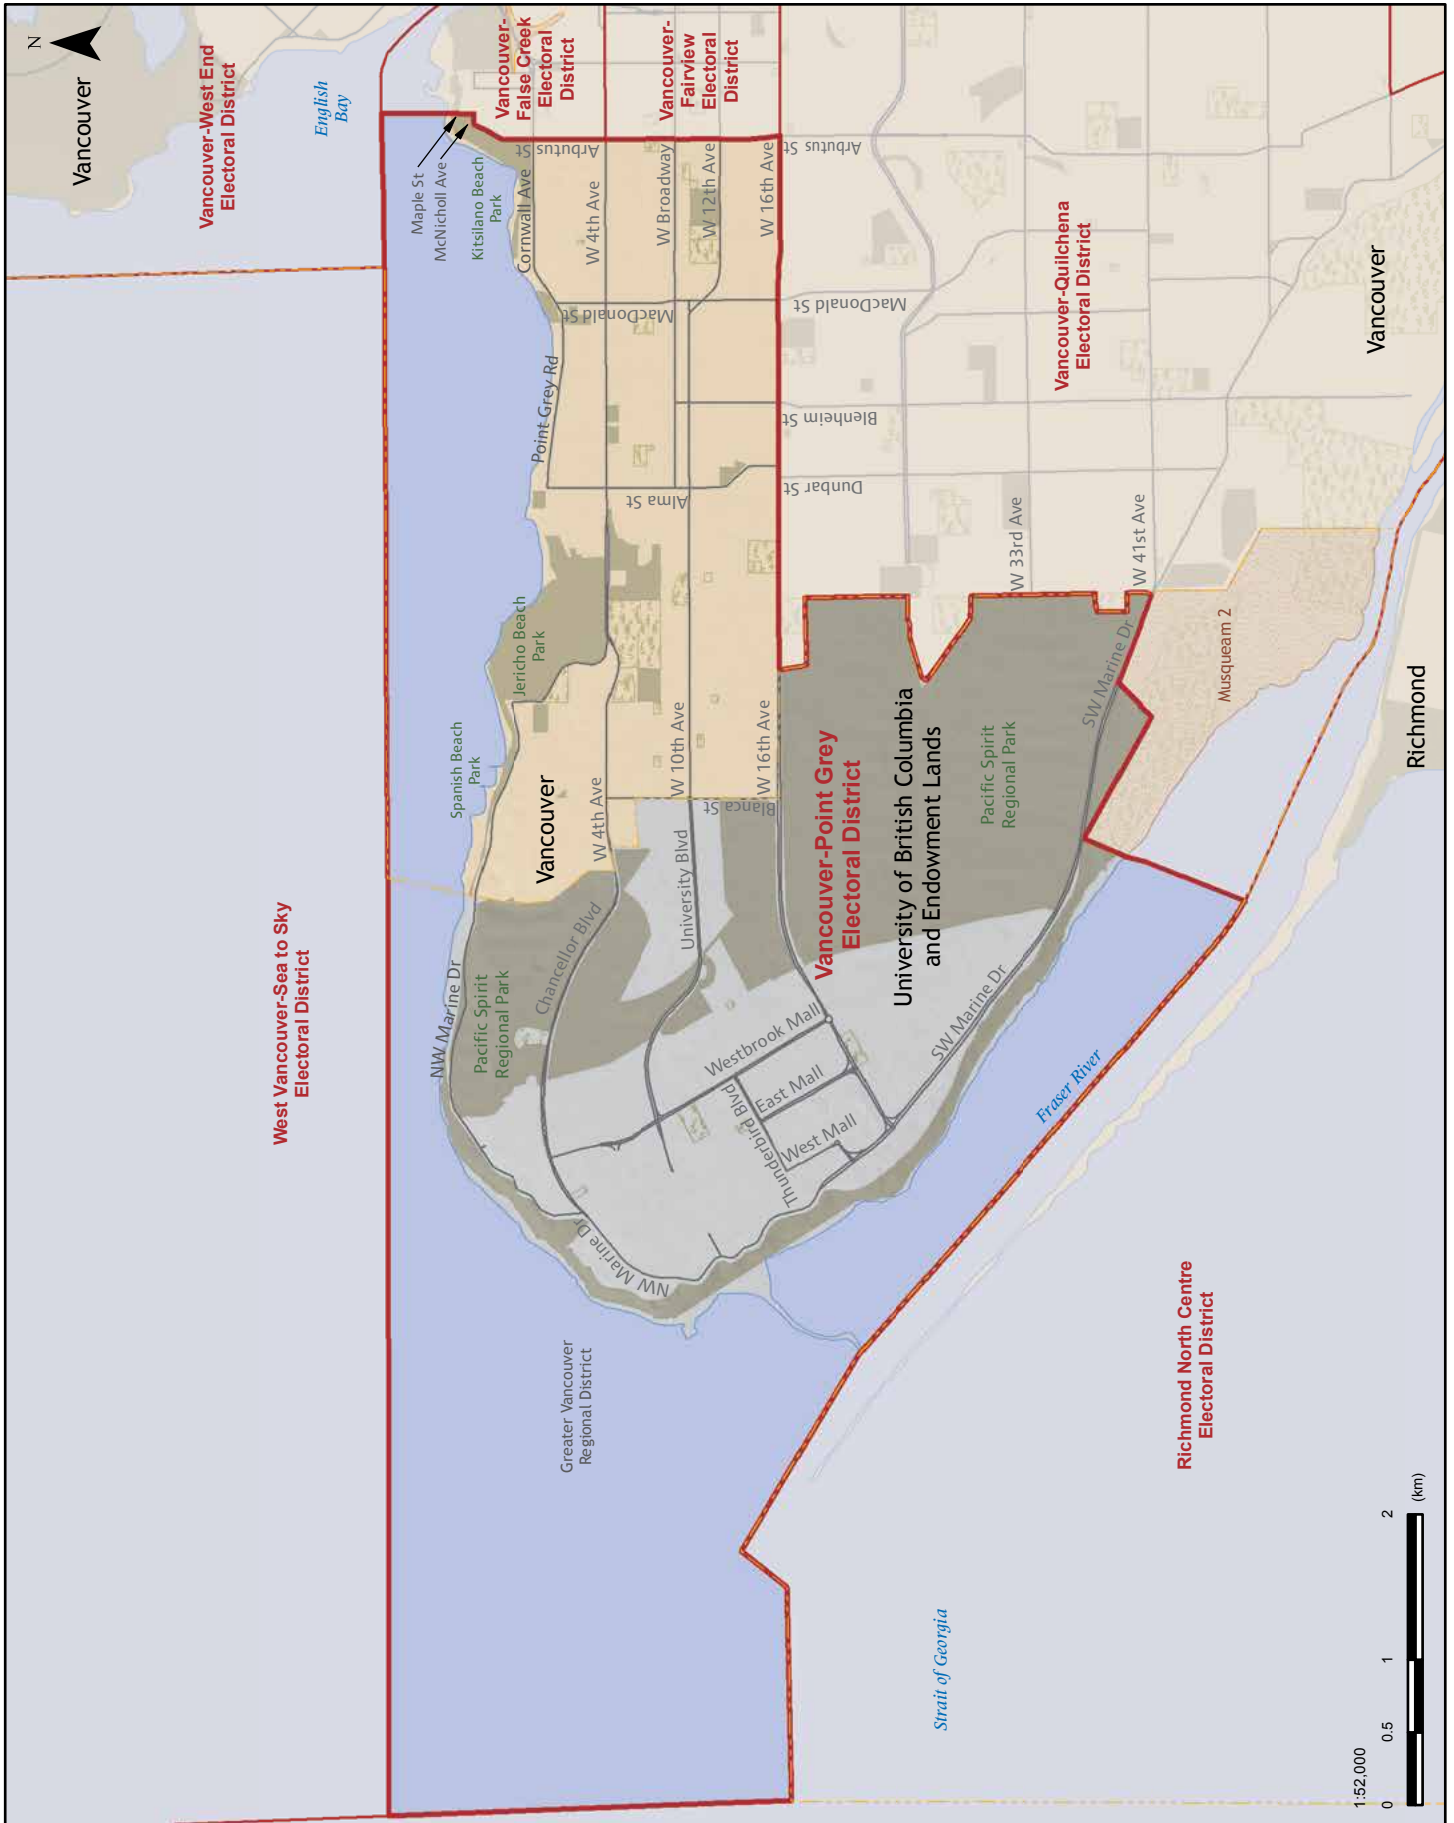 N
Vancouver
Vancouver-West End
Electoral District
English
Bay
Vancouver-
False Creek
Electoral
District
Vancouver-
Fairview
Electoral
District
Maple St
McNicholl Ave
Kitsilano Beach
Park
Cornwall Ave
Arbutus St
W 4th Ave
W Broadway
W 12th Ave
W 16th Ave
Arbutus St
MacDonald St
MacDonald St
Vancouver-Quilchena
Electoral District
Vancouver
Point Grey Rd
Alma St
Blenheim St
Dunbar St
W 33rd Ave
W 41st Ave
Jericho Beach
Park
Spanish Beach
Park
Vancouver
W 4th Ave
W 10th Ave
W 16th Ave
Blanca St
Musqueam 2
SW Marine Dr
Richmond
Vancouver-Point Grey
Electoral District
University of British Columbia
and Endowment Lands
Pacific Spirit
Regional Park
West Vancouver-Sea to Sky
Electoral District
NW Marine Dr
Pacific Spirit
Regional Park
Chancellor Blvd
University Blvd
Westbrook Mall
East Mall
West Mall
Thunderbird Blvd
SW Marine Dr
NW Marine Dr
Fraser River
Greater Vancouver
Regional District
Richmond North Centre
Electoral District
Strait of Georgia
1:52,000
0
0.5
1
2
(km)